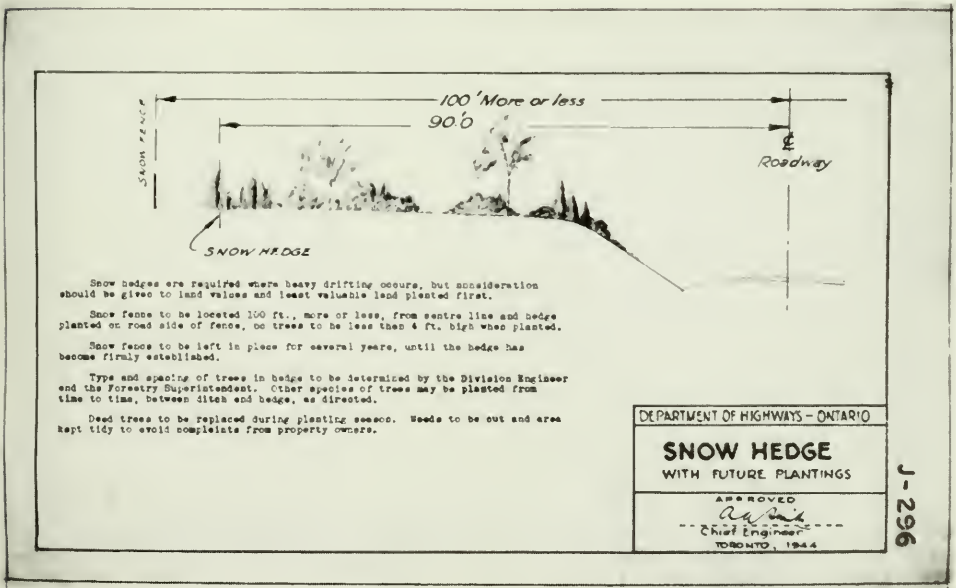 100' More or less
90.'0
SNOW FENCE
℄
Roadway
SNOW HEDGE
Snow hedges are required where heavy drifting occurs, but consideration
should be given to land values and least valuable land planted first.
Snow fence to be located 100 ft., more or less, from centre line and hedge
planted on road side of fence, no trees to be less than 4 ft. high when planted.
Snow fence to be left in place for several years, until the hedge has
become firmly established.
Type and spacing of trees in hedge to be determined by the Division Engineer
and the Forestry Superintendent. Other species of trees may be planted from
time to time, between ditch and hedge, as directed.
Dead trees to be replaced during planting season. Weeds to be cut and area
kept tidy to avoid complaints from property owners.
DEPARTMENT OF HIGHWAYS - ONTARIO
SNOW HEDGE
WITH FUTURE PLANTINGS
APPROVED
Chief Engineer
TORONTO, 1944
J-296